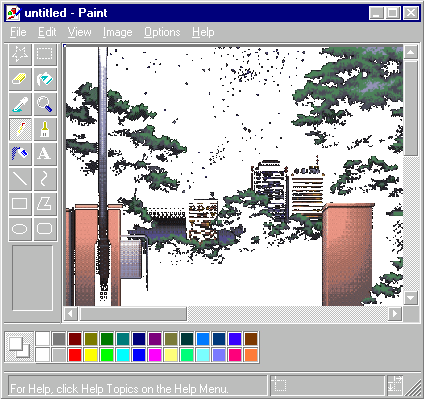 untitled - Paint
File Edit View Image Options Help
A
For Help, click Help Topics on the Help Menu.